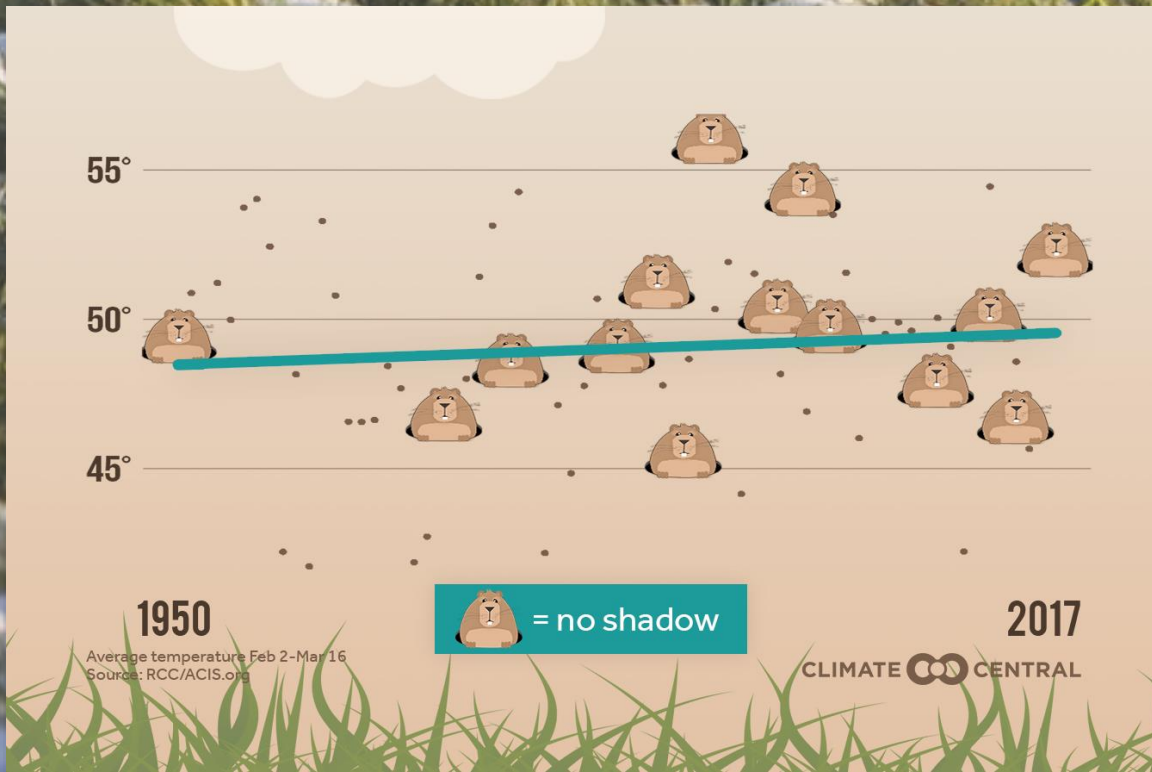 55°
50°
45°
= no shadow
1950
2017
Average temperature Feb 2-Mar 16
Source: RCC/ACIS.org
CLIMATE CENTRAL